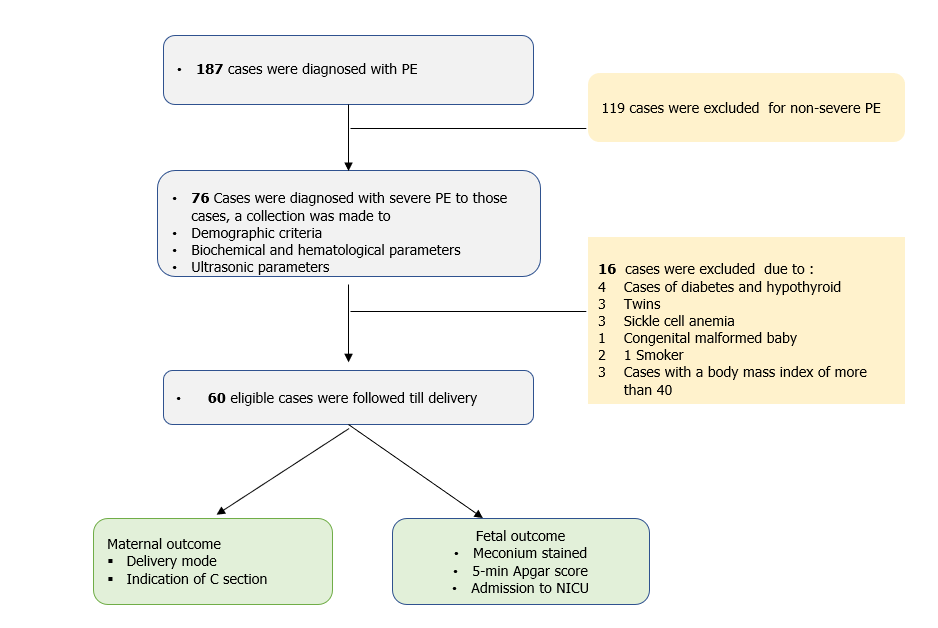 • 187 cases were diagnosed with PE
119 cases were excluded for non-severe PE
• 76 Cases were diagnosed with severe PE to those
cases, a collection was made to
• Demographic criteria
• Biochemical and hematological parameters
• Ultrasonic parameters
16 cases were excluded due to :
4 Cases of diabetes and hypothyroid
3 Twins
3 Sickle cell anemia
1 Congenital malformed baby
2 1 Smoker
3 Cases with a body mass index of more
than 40
• 60 eligible cases were followed till delivery
Maternal outcome
▪ Delivery mode
▪ Indication of C section
Fetal outcome
• Meconium stained
• 5-min Apgar score
• Admission to NICU